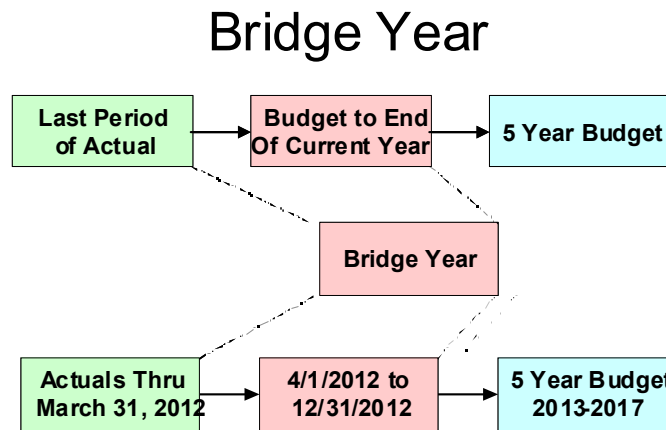 Bridge Year
Last Period
of Actual
Budget to End
Of Current Year
5 Year Budget
Bridge Year
Actuals Thru
March 31, 2012
4/1/2012 to
12/31/2012
5 Year Budget
2013-2017